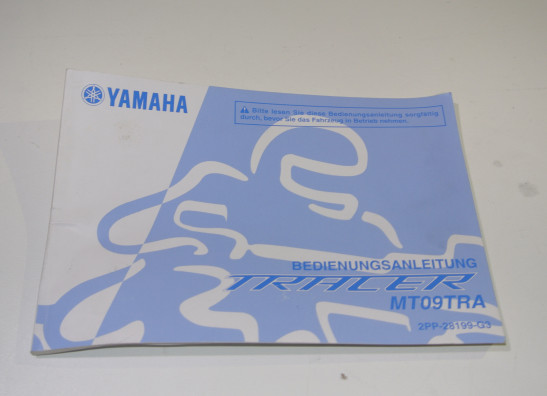 YAMAHA
Bitte lesen Sie diese Bedienungsanleitung sorgfältig
durch, bevor Sie das Fahrzeug in Betrieb nehmen.
BEDIENUNGSANLEITUNG
TRACER
MT09TRA
2PP-28199-G3